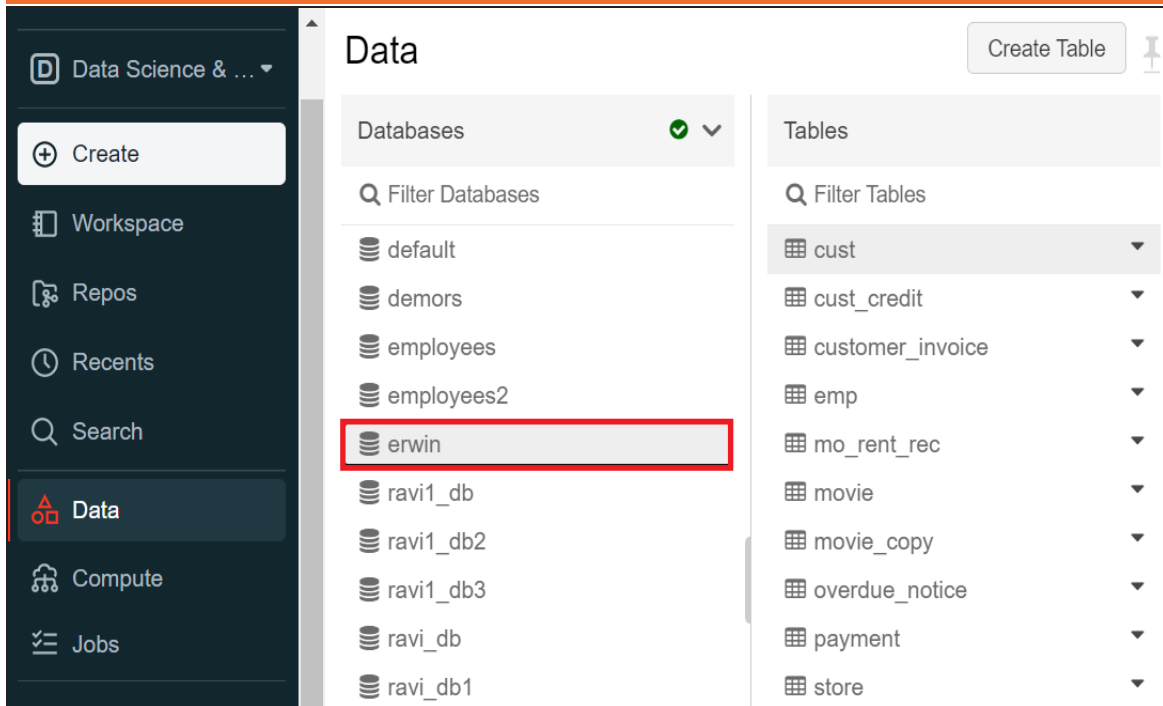 Data Science & ...
Create
Workspace
Repos
Recents
Search
Data
Compute
Jobs
Data
Create Table
Databases
Filter Databases
default
demors
employees
employees2
erwin
ravi1_db
ravi1_db2
ravi1_db3
ravi_db
ravi_db1
Tables
Filter Tables
cust
cust_credit
customer_invoice
emp
mo_rent_rec
movie
movie_copy
overdue_notice
payment
store